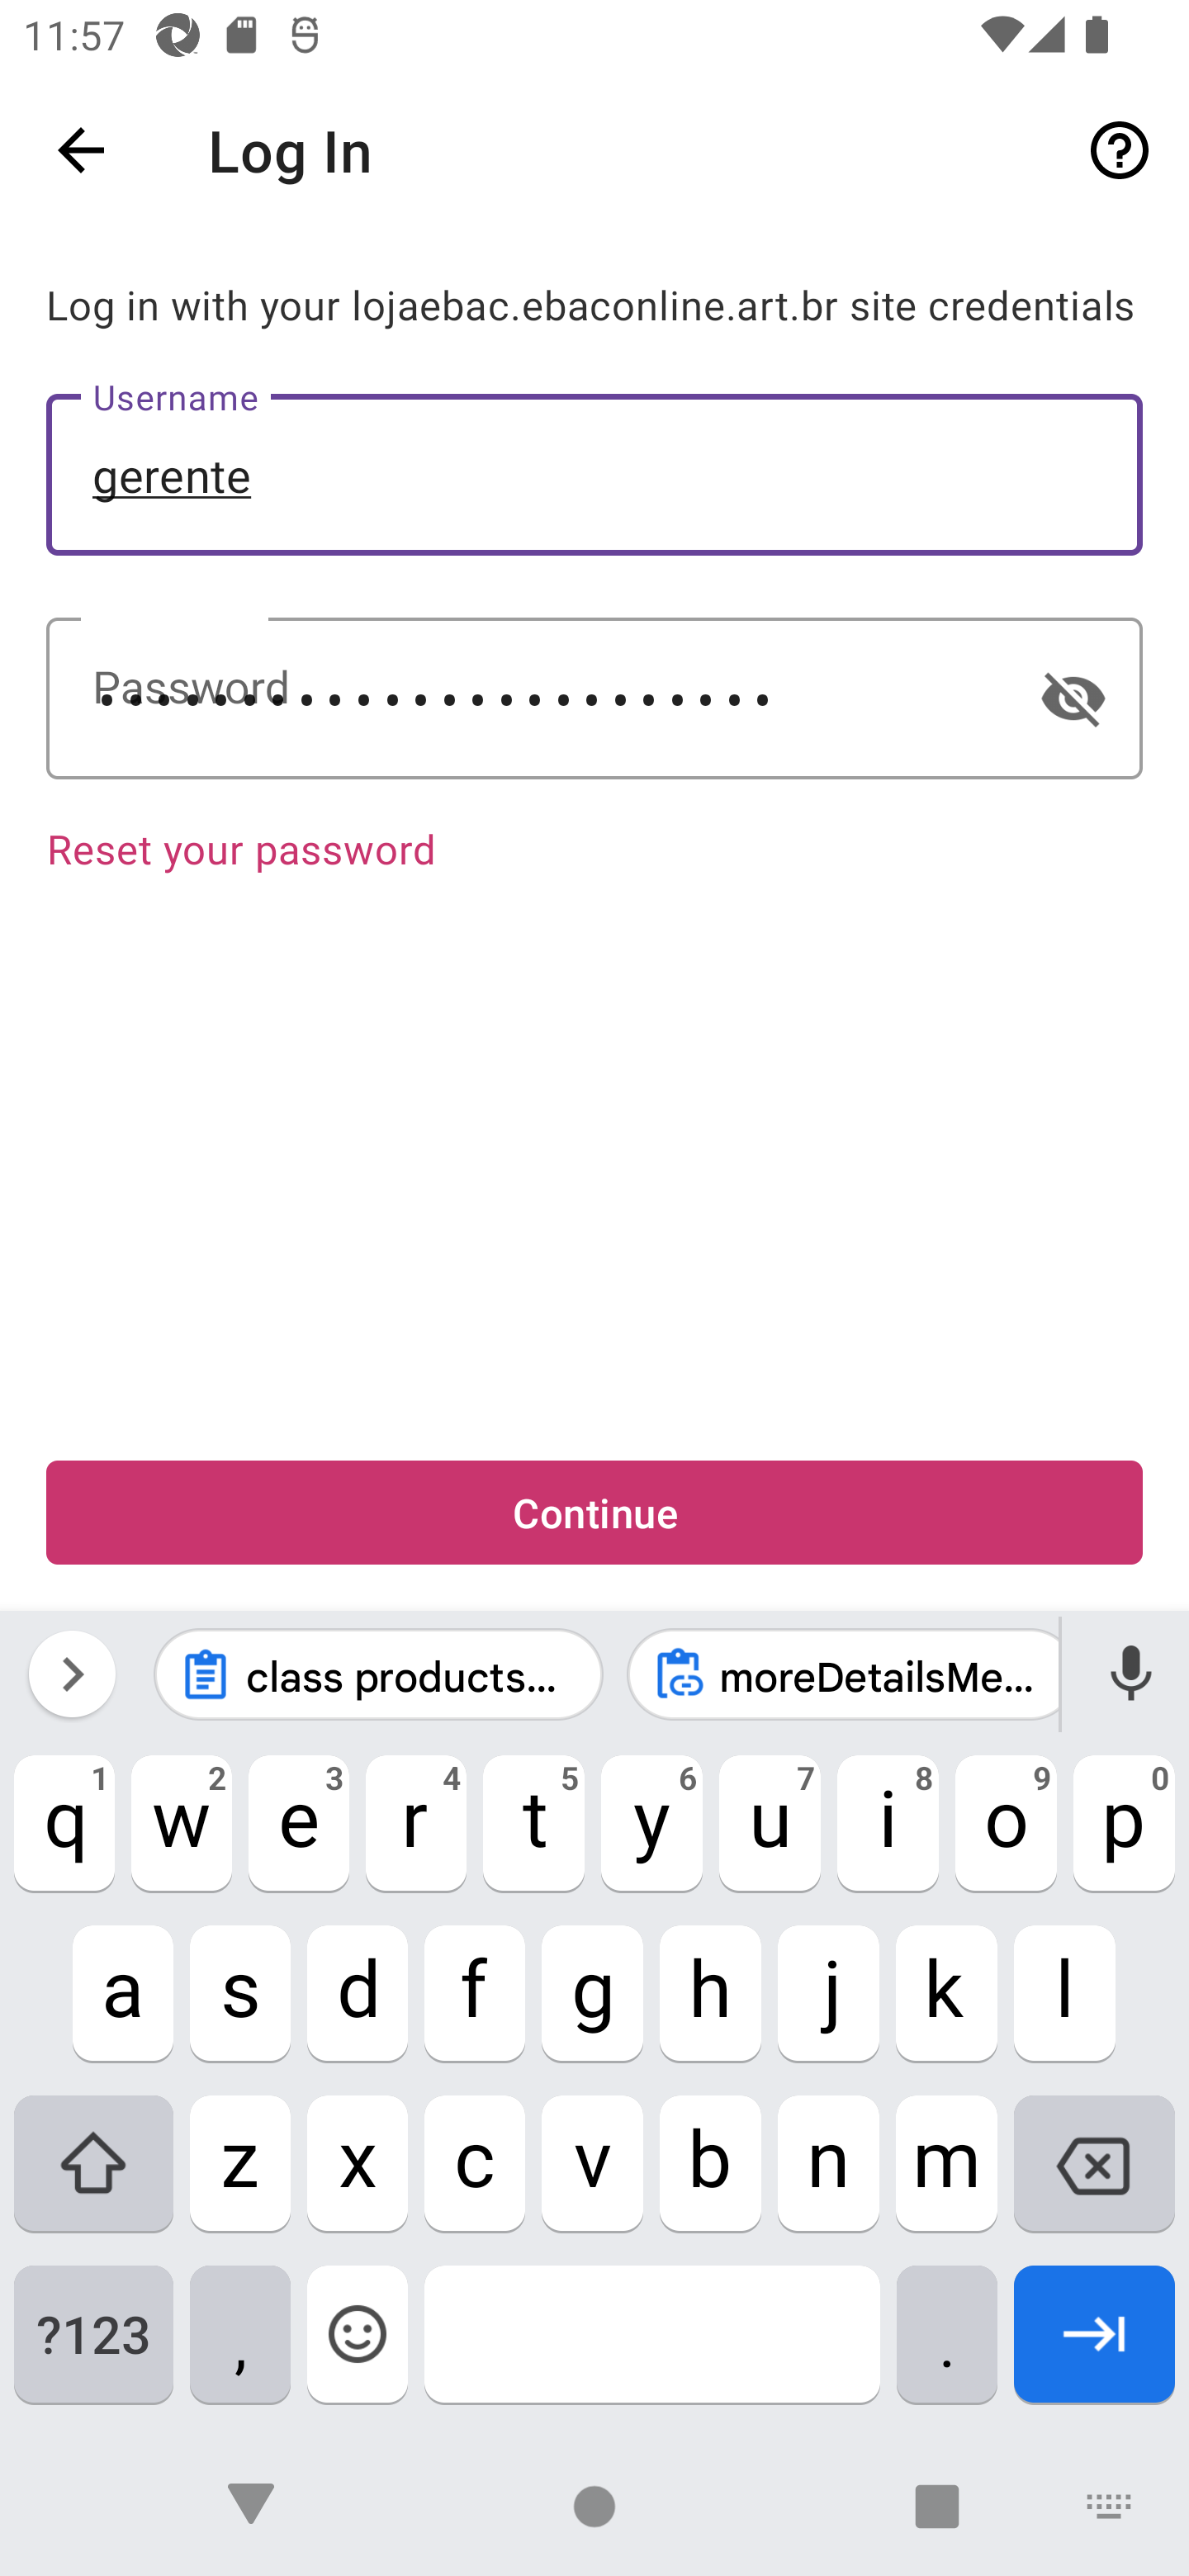 11:57
Log In
Log in with your lojaebac.ebaconline.art.br site credentials
Username
gerente
Password
••••••••••••••••••••••••
Reset your password
Continue
class products... moreDetailsMe...
1 2 3 4 5 6 7 8 9 0
q w e r t y u i o p
a s d f g h j k l
z x c v b n m
?123 , .